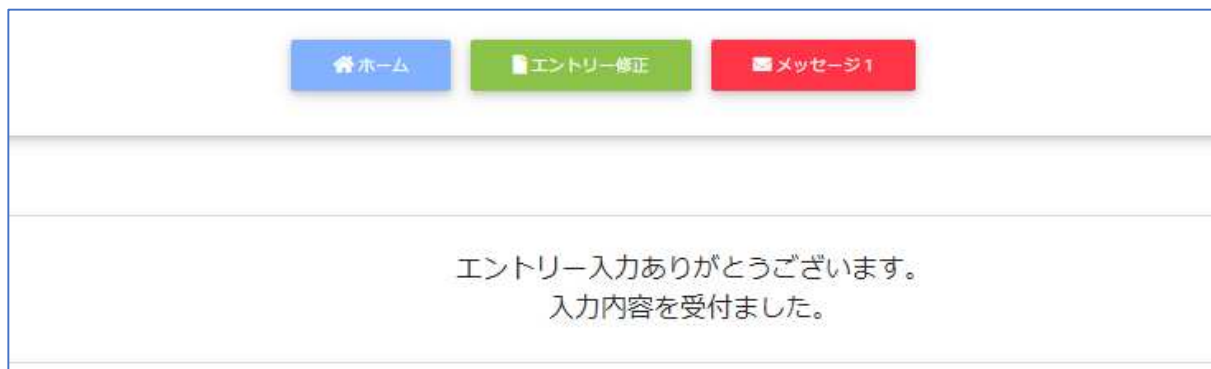 ホーム エントリー修正 メッセージ1
エントリー入力ありがとうございます。
入力内容を受付ました。